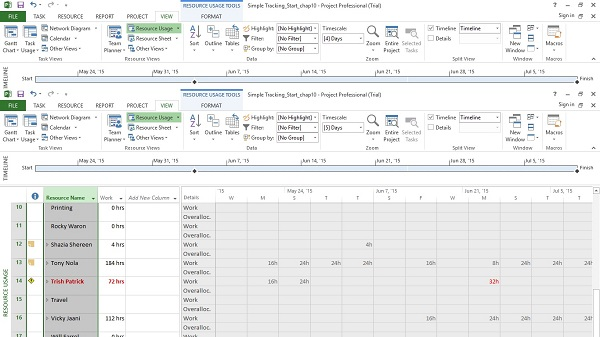 RESOURCE USAGE TOOLS Simple Tracking_Start_chap10 - Project Professional (Trial)
FILE TASK RESOURCE REPORT PROJECT VIEW FORMAT Sign in
Gantt Chart Task Usage Network Diagram Calendar Other Views Team Planner Resource Usage Resource Sheet Other Views Sort Outline Tables Highlight: [No Highlight] Filter: [No Filter] Group by: [No Group] Timescale: [4] Days Zoom Entire Project Selected Tasks Timeline Timeline Details New Window Macros
Task Views Resource Views Data Zoom Split View Window Macros
TIMELINE
May 24, '15 May 31, '15 Jun 7, '15 Jun 14, '15 Jun 21, '15 Jun 28, '15 Jul 5, '15
Start Finish
RESOURCE USAGE TOOLS Simple Tracking_Start_chap10 - Project Professional (Trial)
FILE TASK RESOURCE REPORT PROJECT VIEW FORMAT Sign in
Gantt Chart Task Usage Network Diagram Calendar Other Views Team Planner Resource Usage Resource Sheet Other Views Sort Outline Tables Highlight: [No Highlight] Filter: [No Filter] Group by: [No Group] Timescale: [5] Days Zoom Entire Project Selected Tasks Timeline Timeline Details New Window Macros
Task Views Resource Views Data Zoom Split View Window Macros
TIMELINE
May 24, '15 May 31, '15 Jun 7, '15 Jun 14, '15 Jun 21, '15 Jun 28, '15 Jul 5, '15
Start Finish
RESOURCE USAGE
Resource Name Work Add New Column Details '15 May 24, '15 Jun 7, '15 Jun 21, '15 Jul 5, '15
W M S F W M S F W M S F W T
10 Printing 0 hrs Work
Overalloc.
11 Rocky Waron 0 hrs Work
Overalloc.
12 Shazia Shereen 4 hrs Work 4h
Overalloc.
13 Tony Nola 184 hrs Work 16h 24h 24h 24h 16h 8h 24h 24h 24h
Overalloc.
14 Trish Patrick 72 hrs Work 16h 24h 32h
Overalloc.
15 Travel Work
Overalloc.
16 Vicky Jaani 112 hrs Work 16h 24h 24h 24h 24h
Overalloc.
17 0 hrs Work